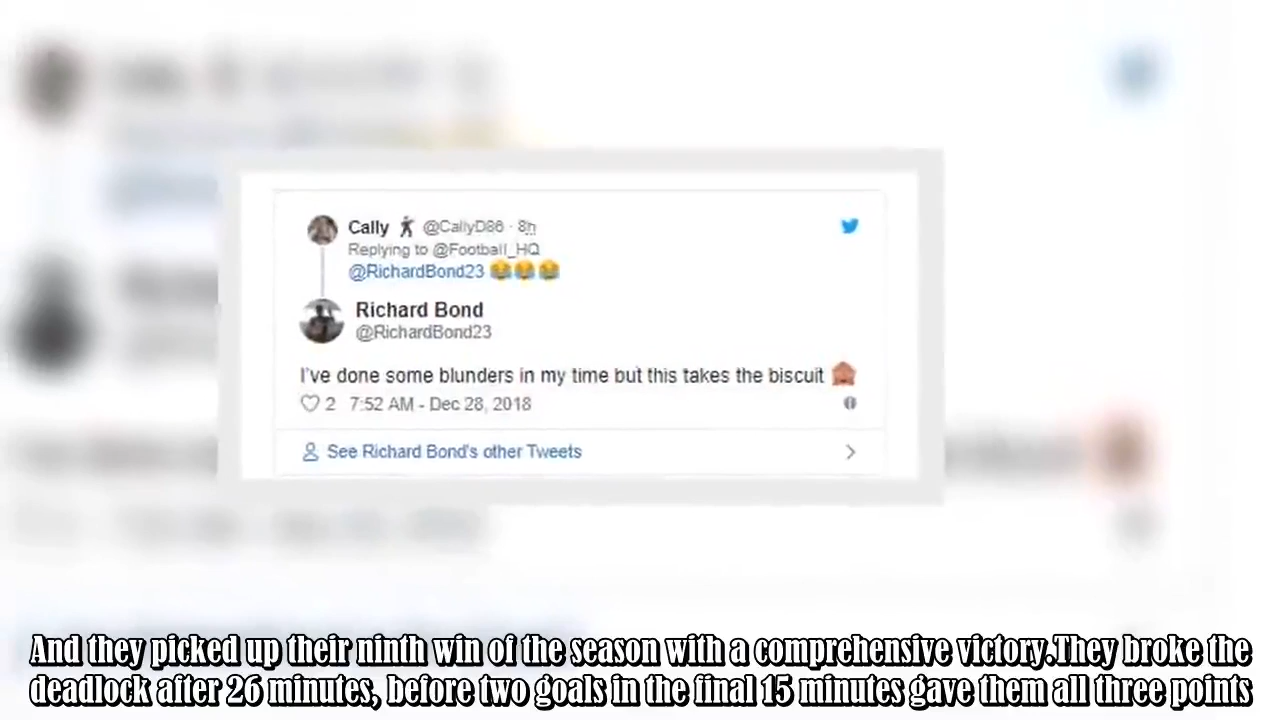 Cally @CallyD86 · 8h
Replying to @Football_HQ
@RichardBond23 😂😂😂
Richard Bond
@RichardBond23
I've done some blunders in my time but this takes the biscuit 🙈
2 7:52 AM - Dec 28, 2018
See Richard Bond's other Tweets
And they picked up their ninth win of the season with a comprehensive victory.They broke the
deadlock after 26 minutes, before two goals in the final 15 minutes gave them all three points